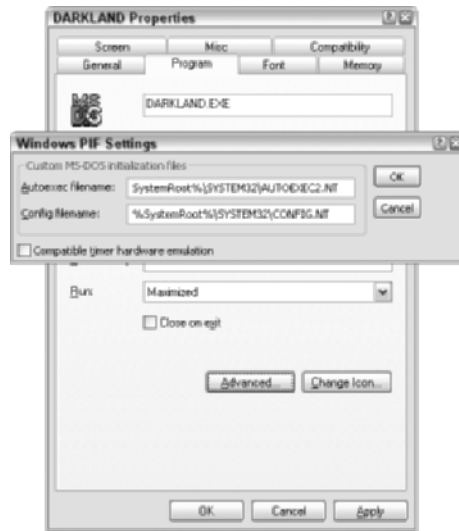 DARKLAND Properties
Screen Misc Compatibility
General Program Font Memory
MS DOS
DARKLAND.EXE
Windows PIF Settings
Custom MS-DOS initialization files
Autoexec filename: SystemRoot%\SYSTEM32\AUTOEXEC2.NT
OK
Config filename: %SystemRoot%\SYSTEM32\CONFIG.NT
Cancel
Compatible timer hardware emulation
Run: Maximized
Close on exit
Advanced... Change Icon...
OK Cancel Apply